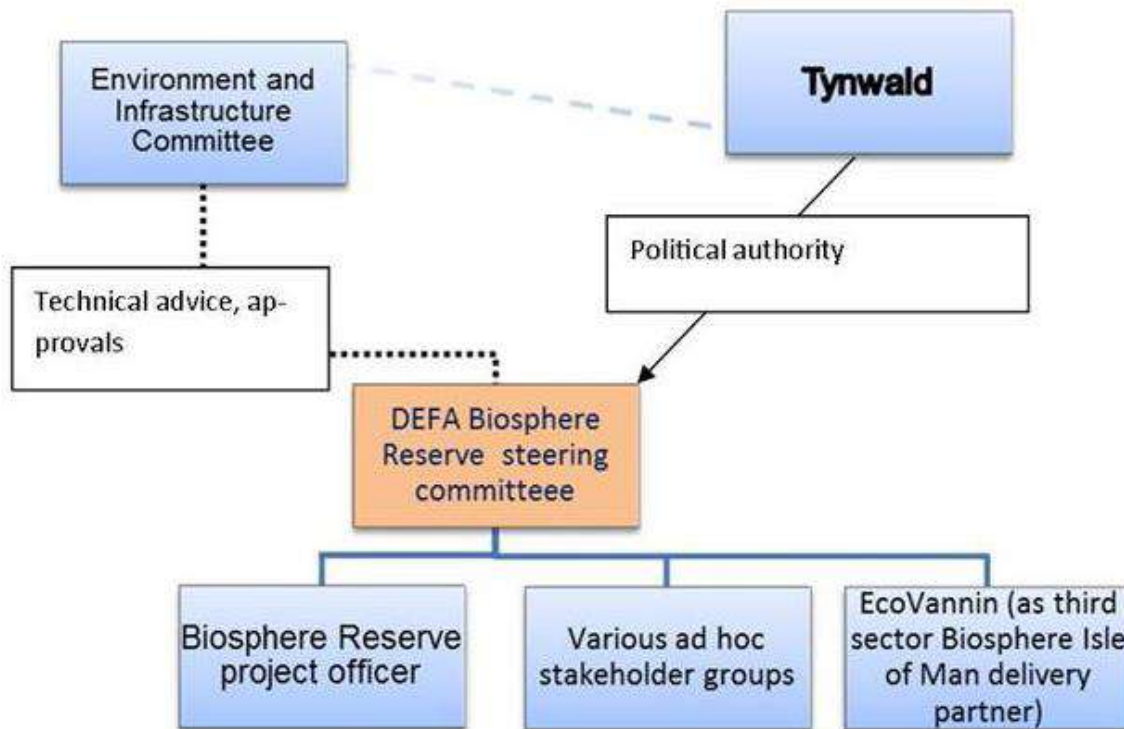 Environment and
Infrastructure
Committee
Tynwald
Political authority
Technical advice, ap-
provals
DEFA Biosphere
Reserve steering
committeee
Biosphere Reserve
project officer
Various ad hoc
stakeholder groups
EcoVannin (as third
sector Biosphere Isle
of Man delivery
partner)